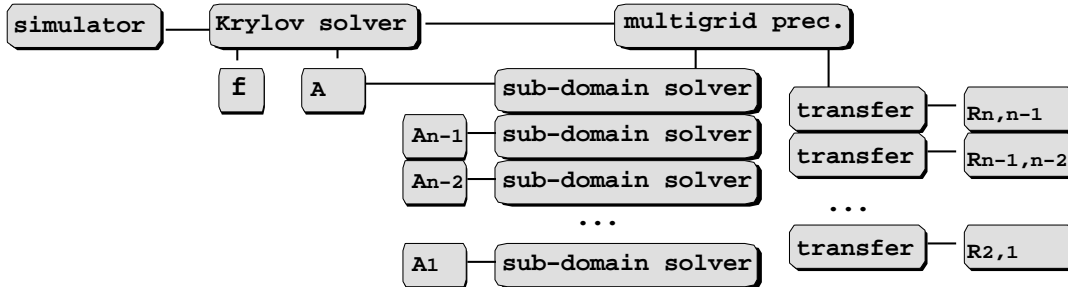 simulator Krylov solver multigrid prec.
f A sub-domain solver
transfer Rn,n-1
An-1 sub-domain solver
transfer Rn-1,n-2
An-2 sub-domain solver
... ...
A1 sub-domain solver
transfer R2,1